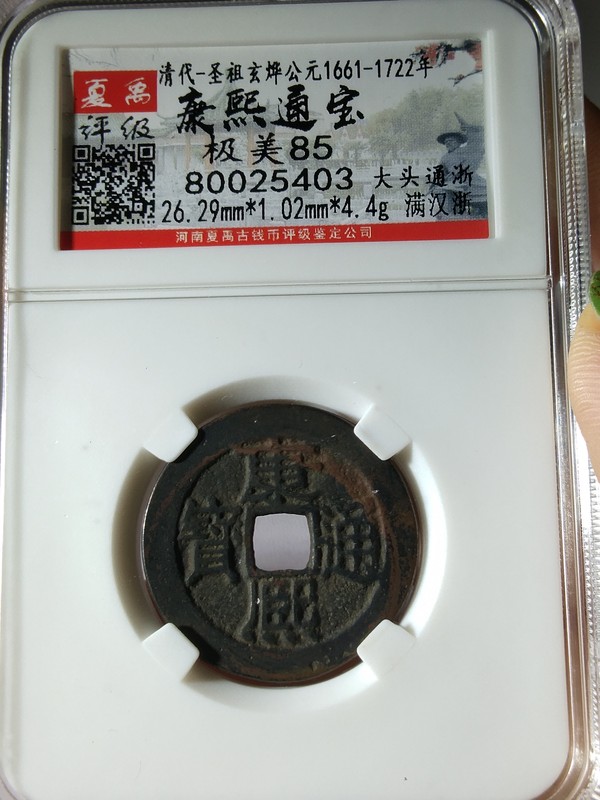 清代-圣祖玄烨公元1661-1722年
夏禹
评级
康熙通宝
极美85
80025403 大头通浙
26.29mm*1.02mm*4.4g 满汉浙
河南夏禹古钱币评级鉴定公司
康
寶 通
熙